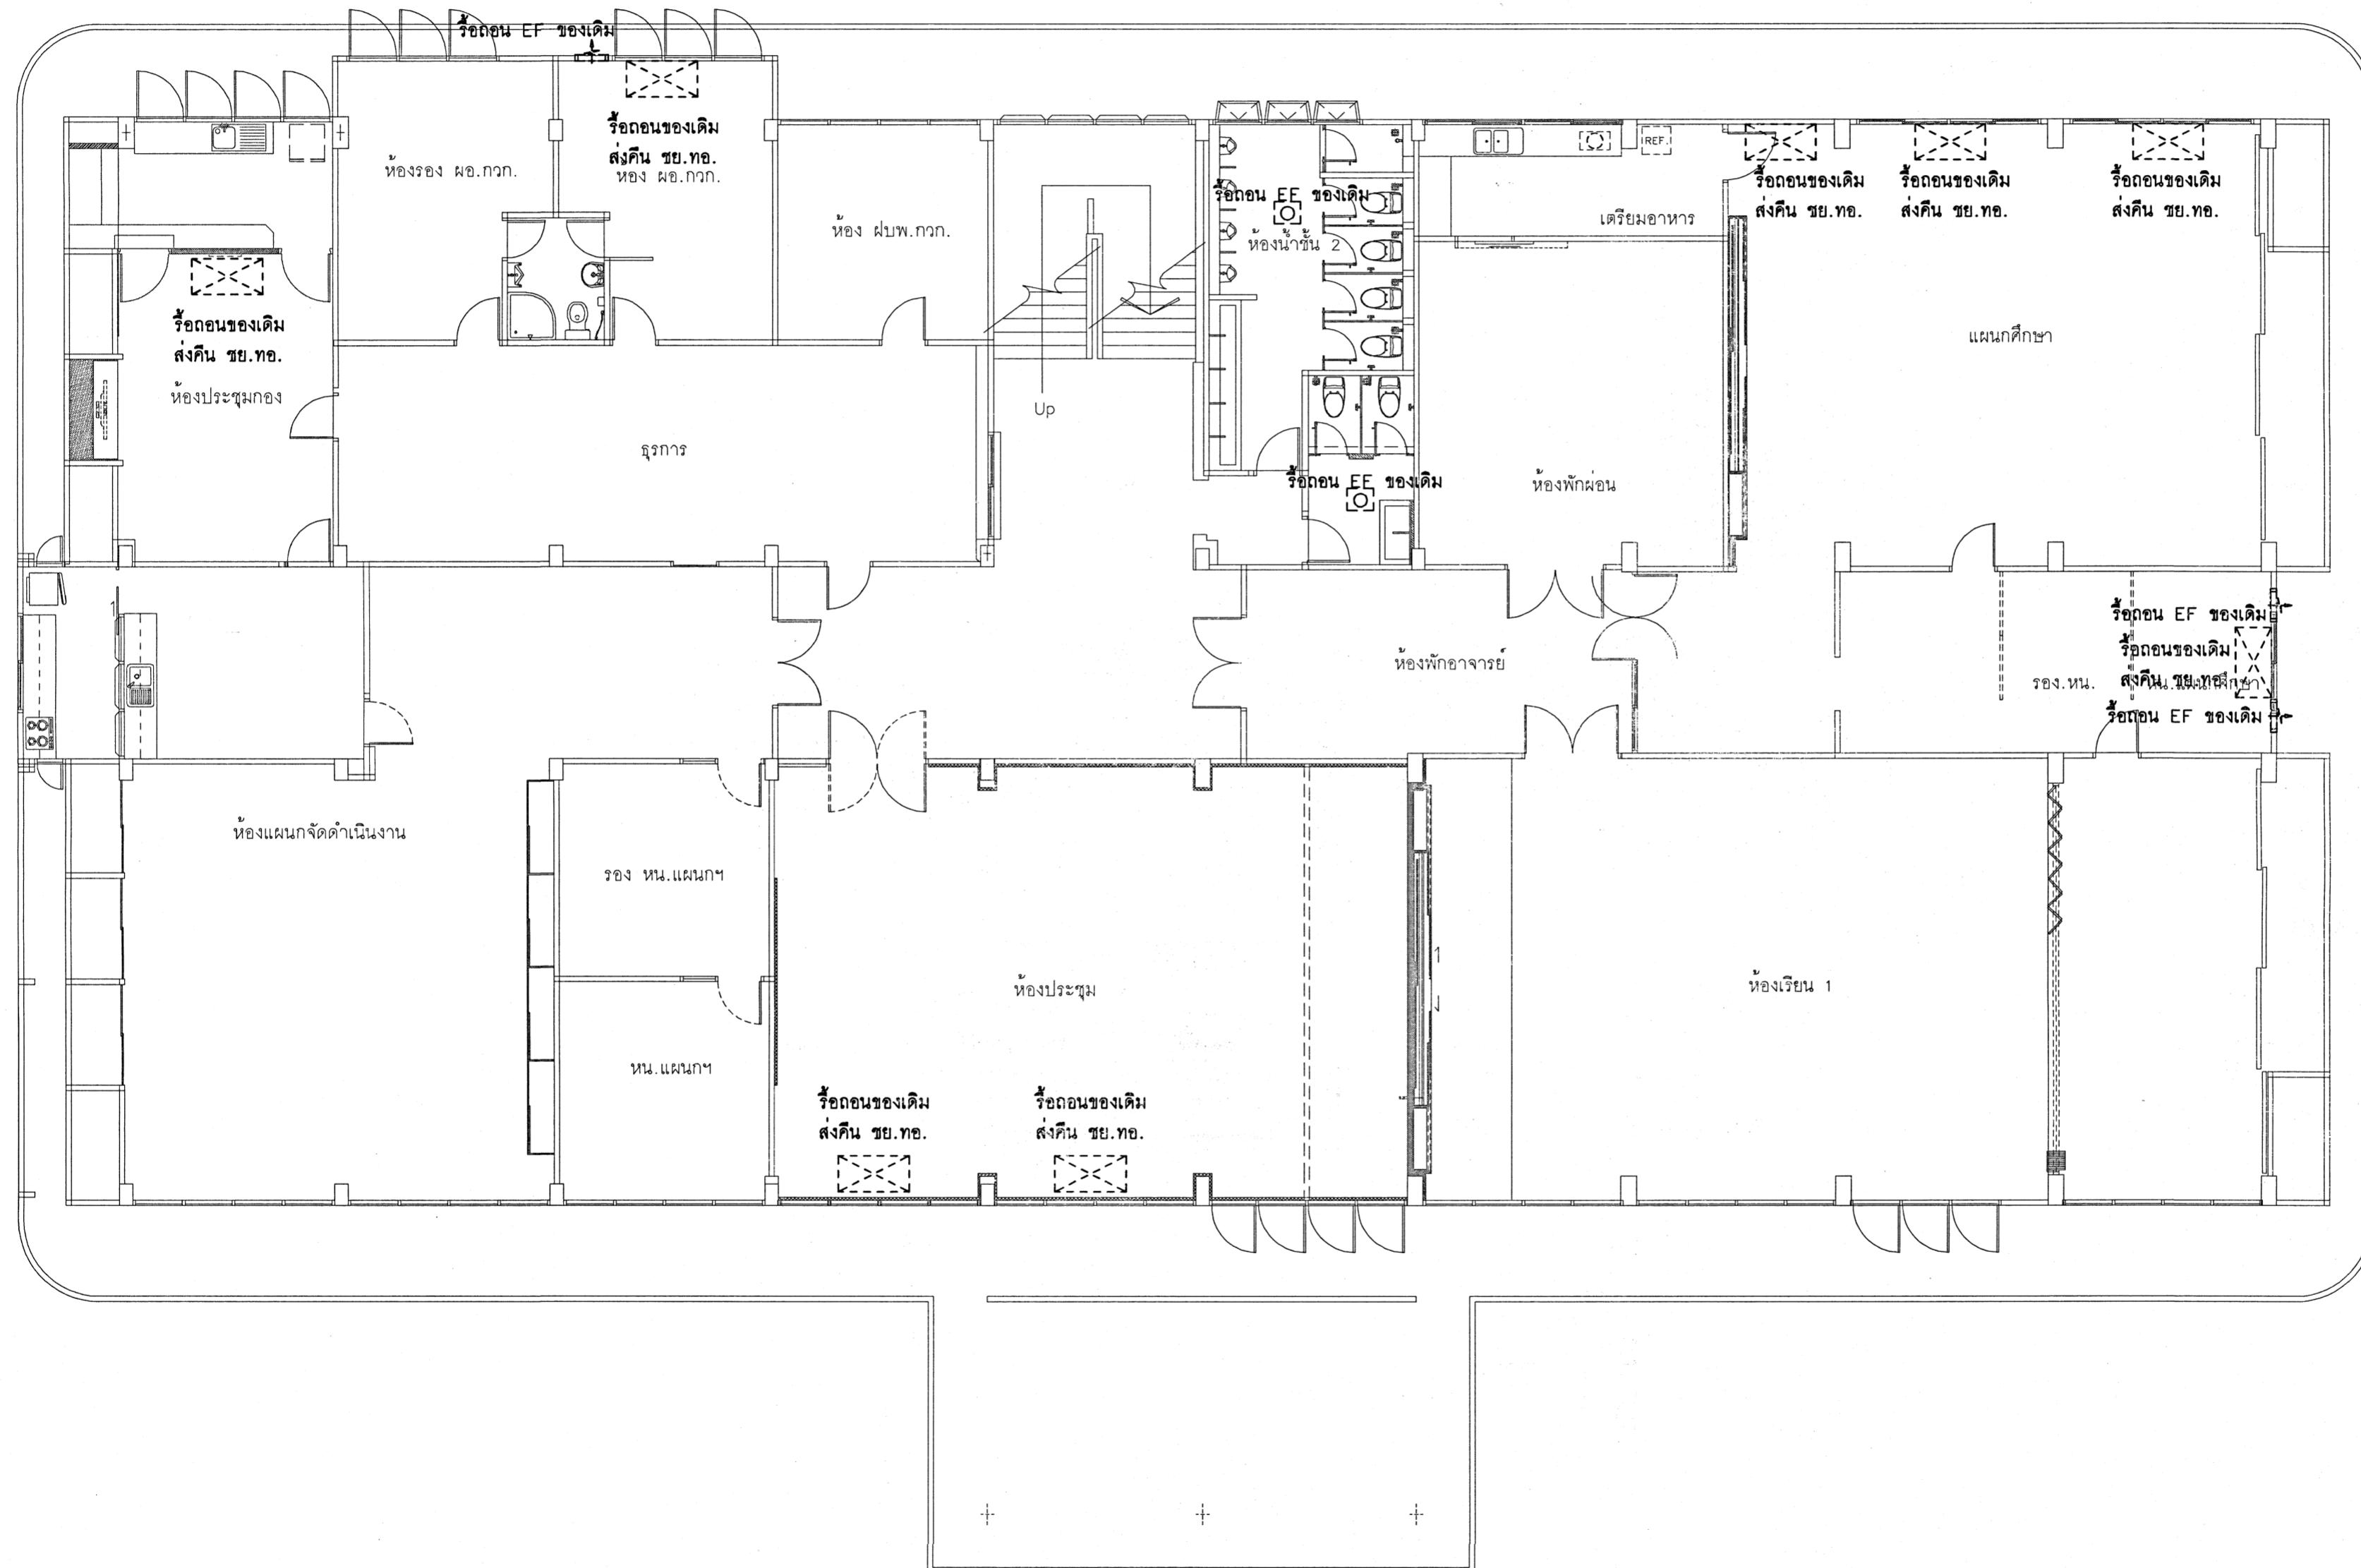 รื้อถอน EF ของเดิม
รื้อถอนของเดิม
ส่งคืน ชย.ทอ.
ห้อง ผอ.กวก.
ห้องรอง ผอ.กวก.
ห้อง ฝบพ.กวก.
รื้อถอน EF ของเดิม
ห้องน้ำชั้น 2
REF.
เตรียมอาหาร
รื้อถอนของเดิม
ส่งคืน ชย.ทอ.
รื้อถอนของเดิม
ส่งคืน ชย.ทอ.
รื้อถอนของเดิม
ส่งคืน ชย.ทอ.
รื้อถอนของเดิม
ส่งคืน ชย.ทอ.
ห้องประชุมกอง
แผนกศึกษา
Up
ธุรการ
รื้อถอน EF ของเดิม
ห้องพักผ่อน
รื้อถอน EF ของเดิม
รื้อถอนของเดิม
ส่งคืน ชย.ทอ.
ห้องพักอาจารย์
รอง.หน.
หน.แผนกศึกษา
รื้อถอน EF ของเดิม
ห้องแผนกจัดดำเนินงาน
รอง หน.แผนกฯ
ห้องประชุม
ห้องเรียน 1
หน.แผนกฯ
รื้อถอนของเดิม
ส่งคืน ชย.ทอ.
รื้อถอนของเดิม
ส่งคืน ชย.ทอ.